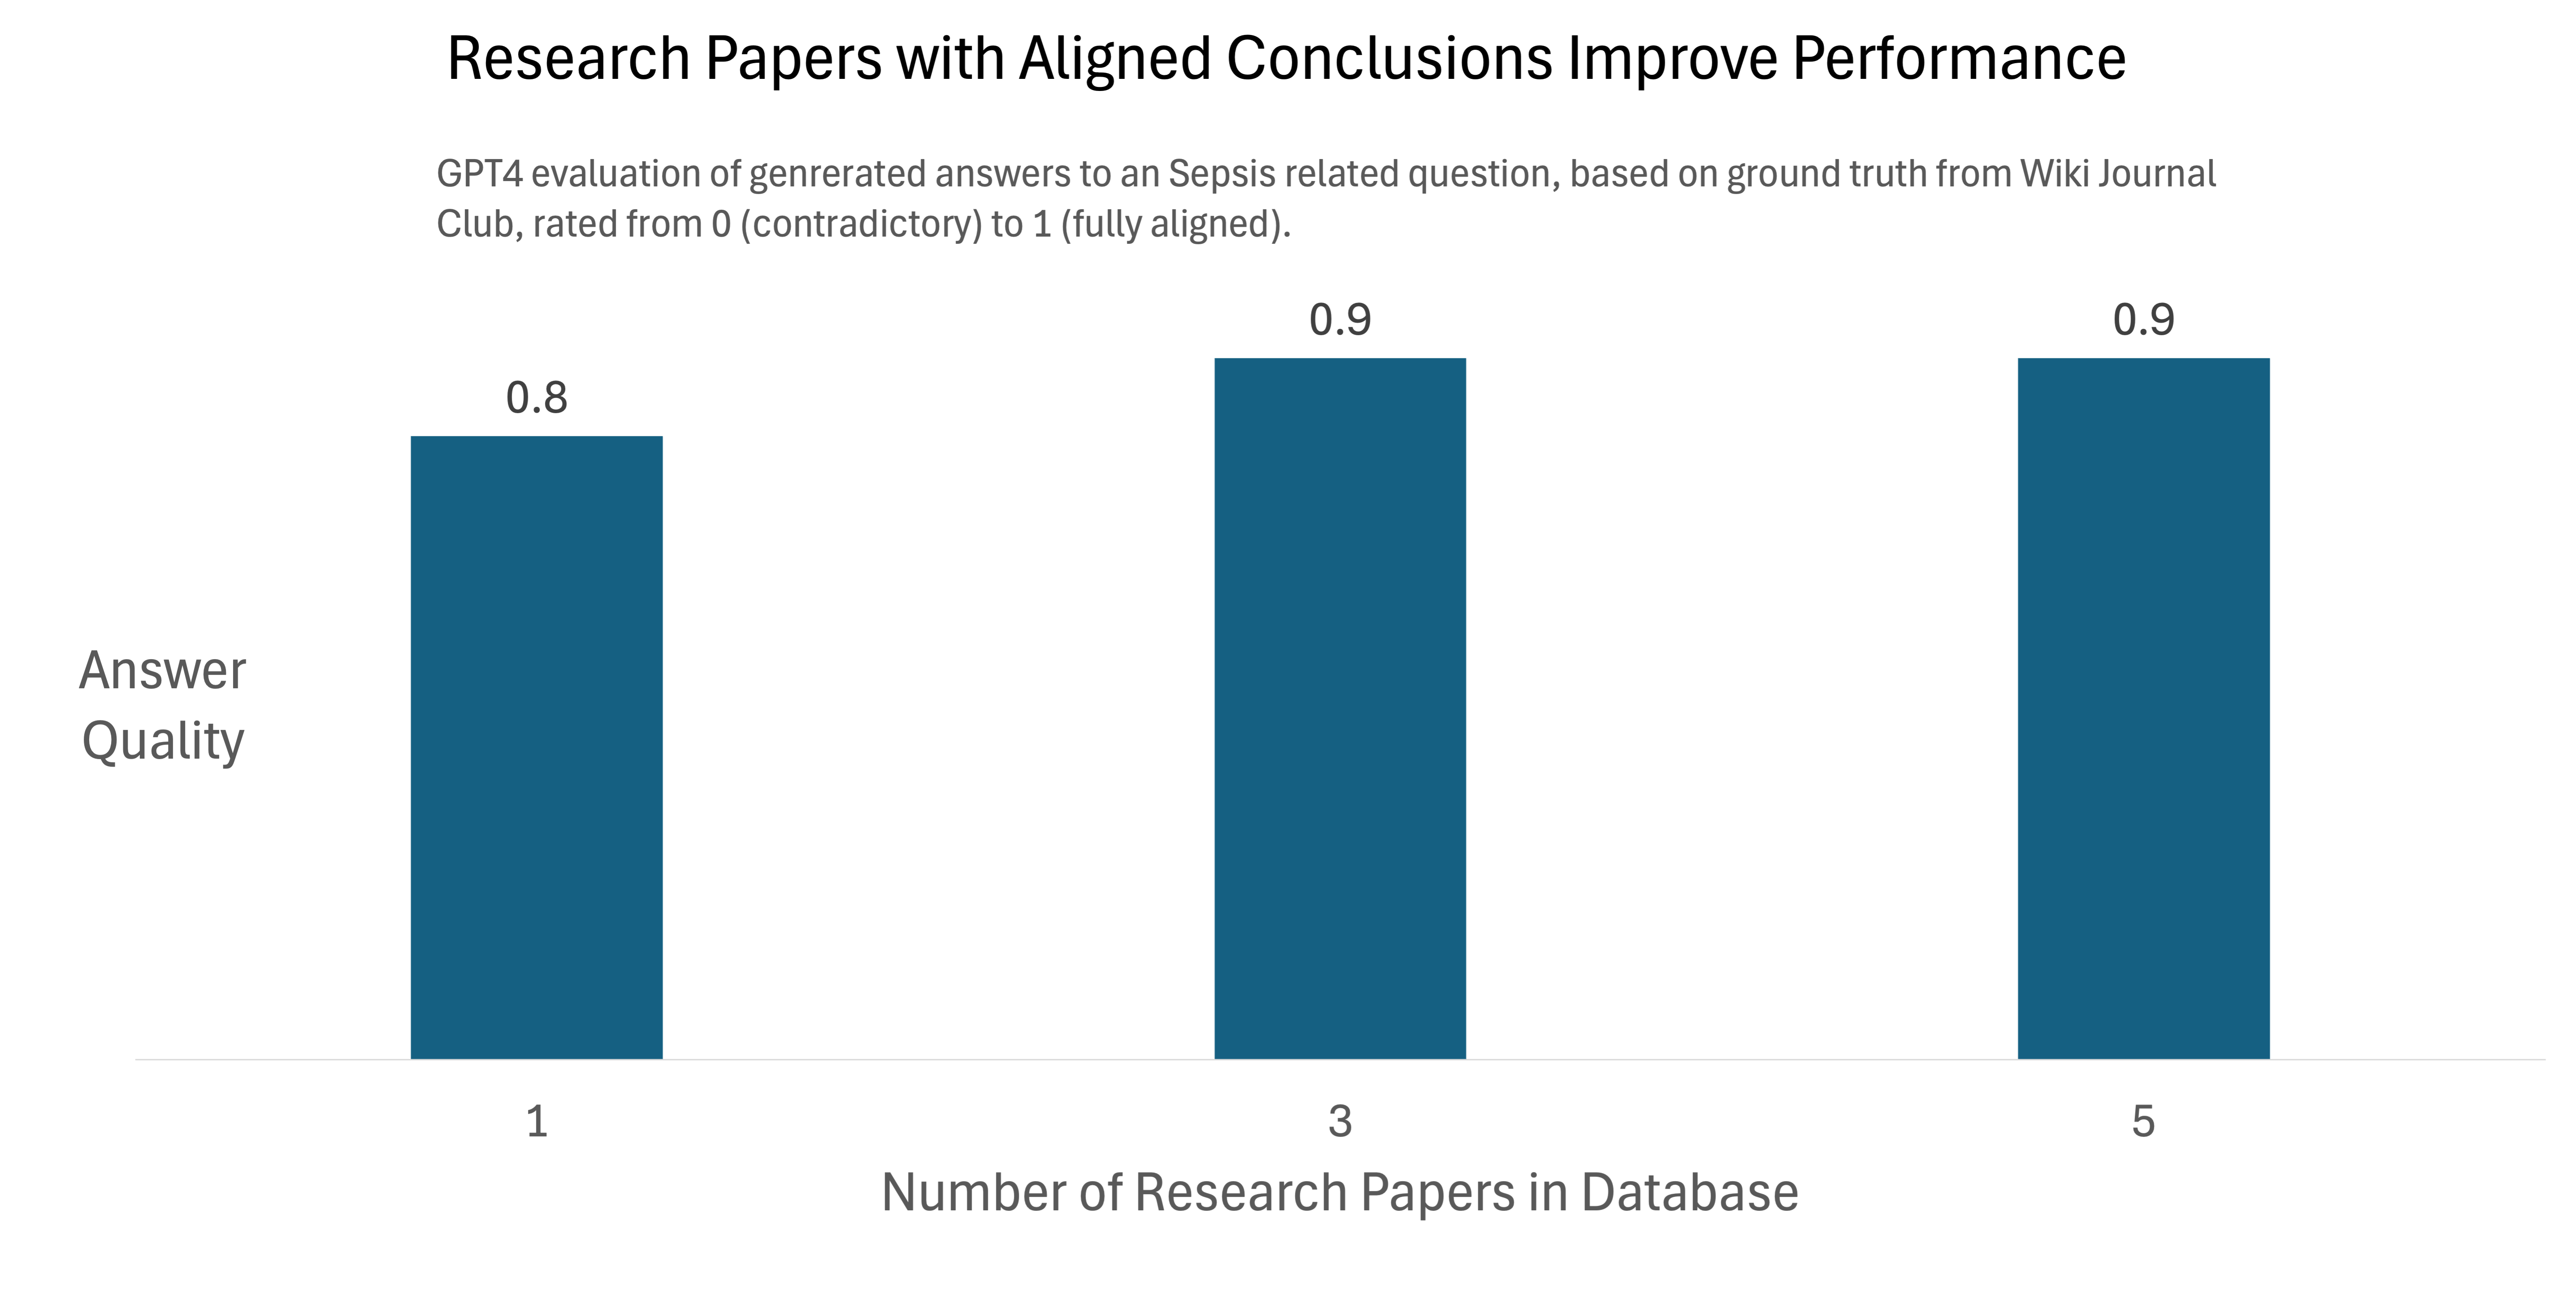 Research Papers with Aligned Conclusions Improve Performance
GPT4 evaluation of genrerated answers to an Sepsis related question, based on ground truth from Wiki Journal
Club, rated from 0 (contradictory) to 1 (fully aligned).
0.8
0.9
0.9
Answer
Quality
1
3
5
Number of Research Papers in Database